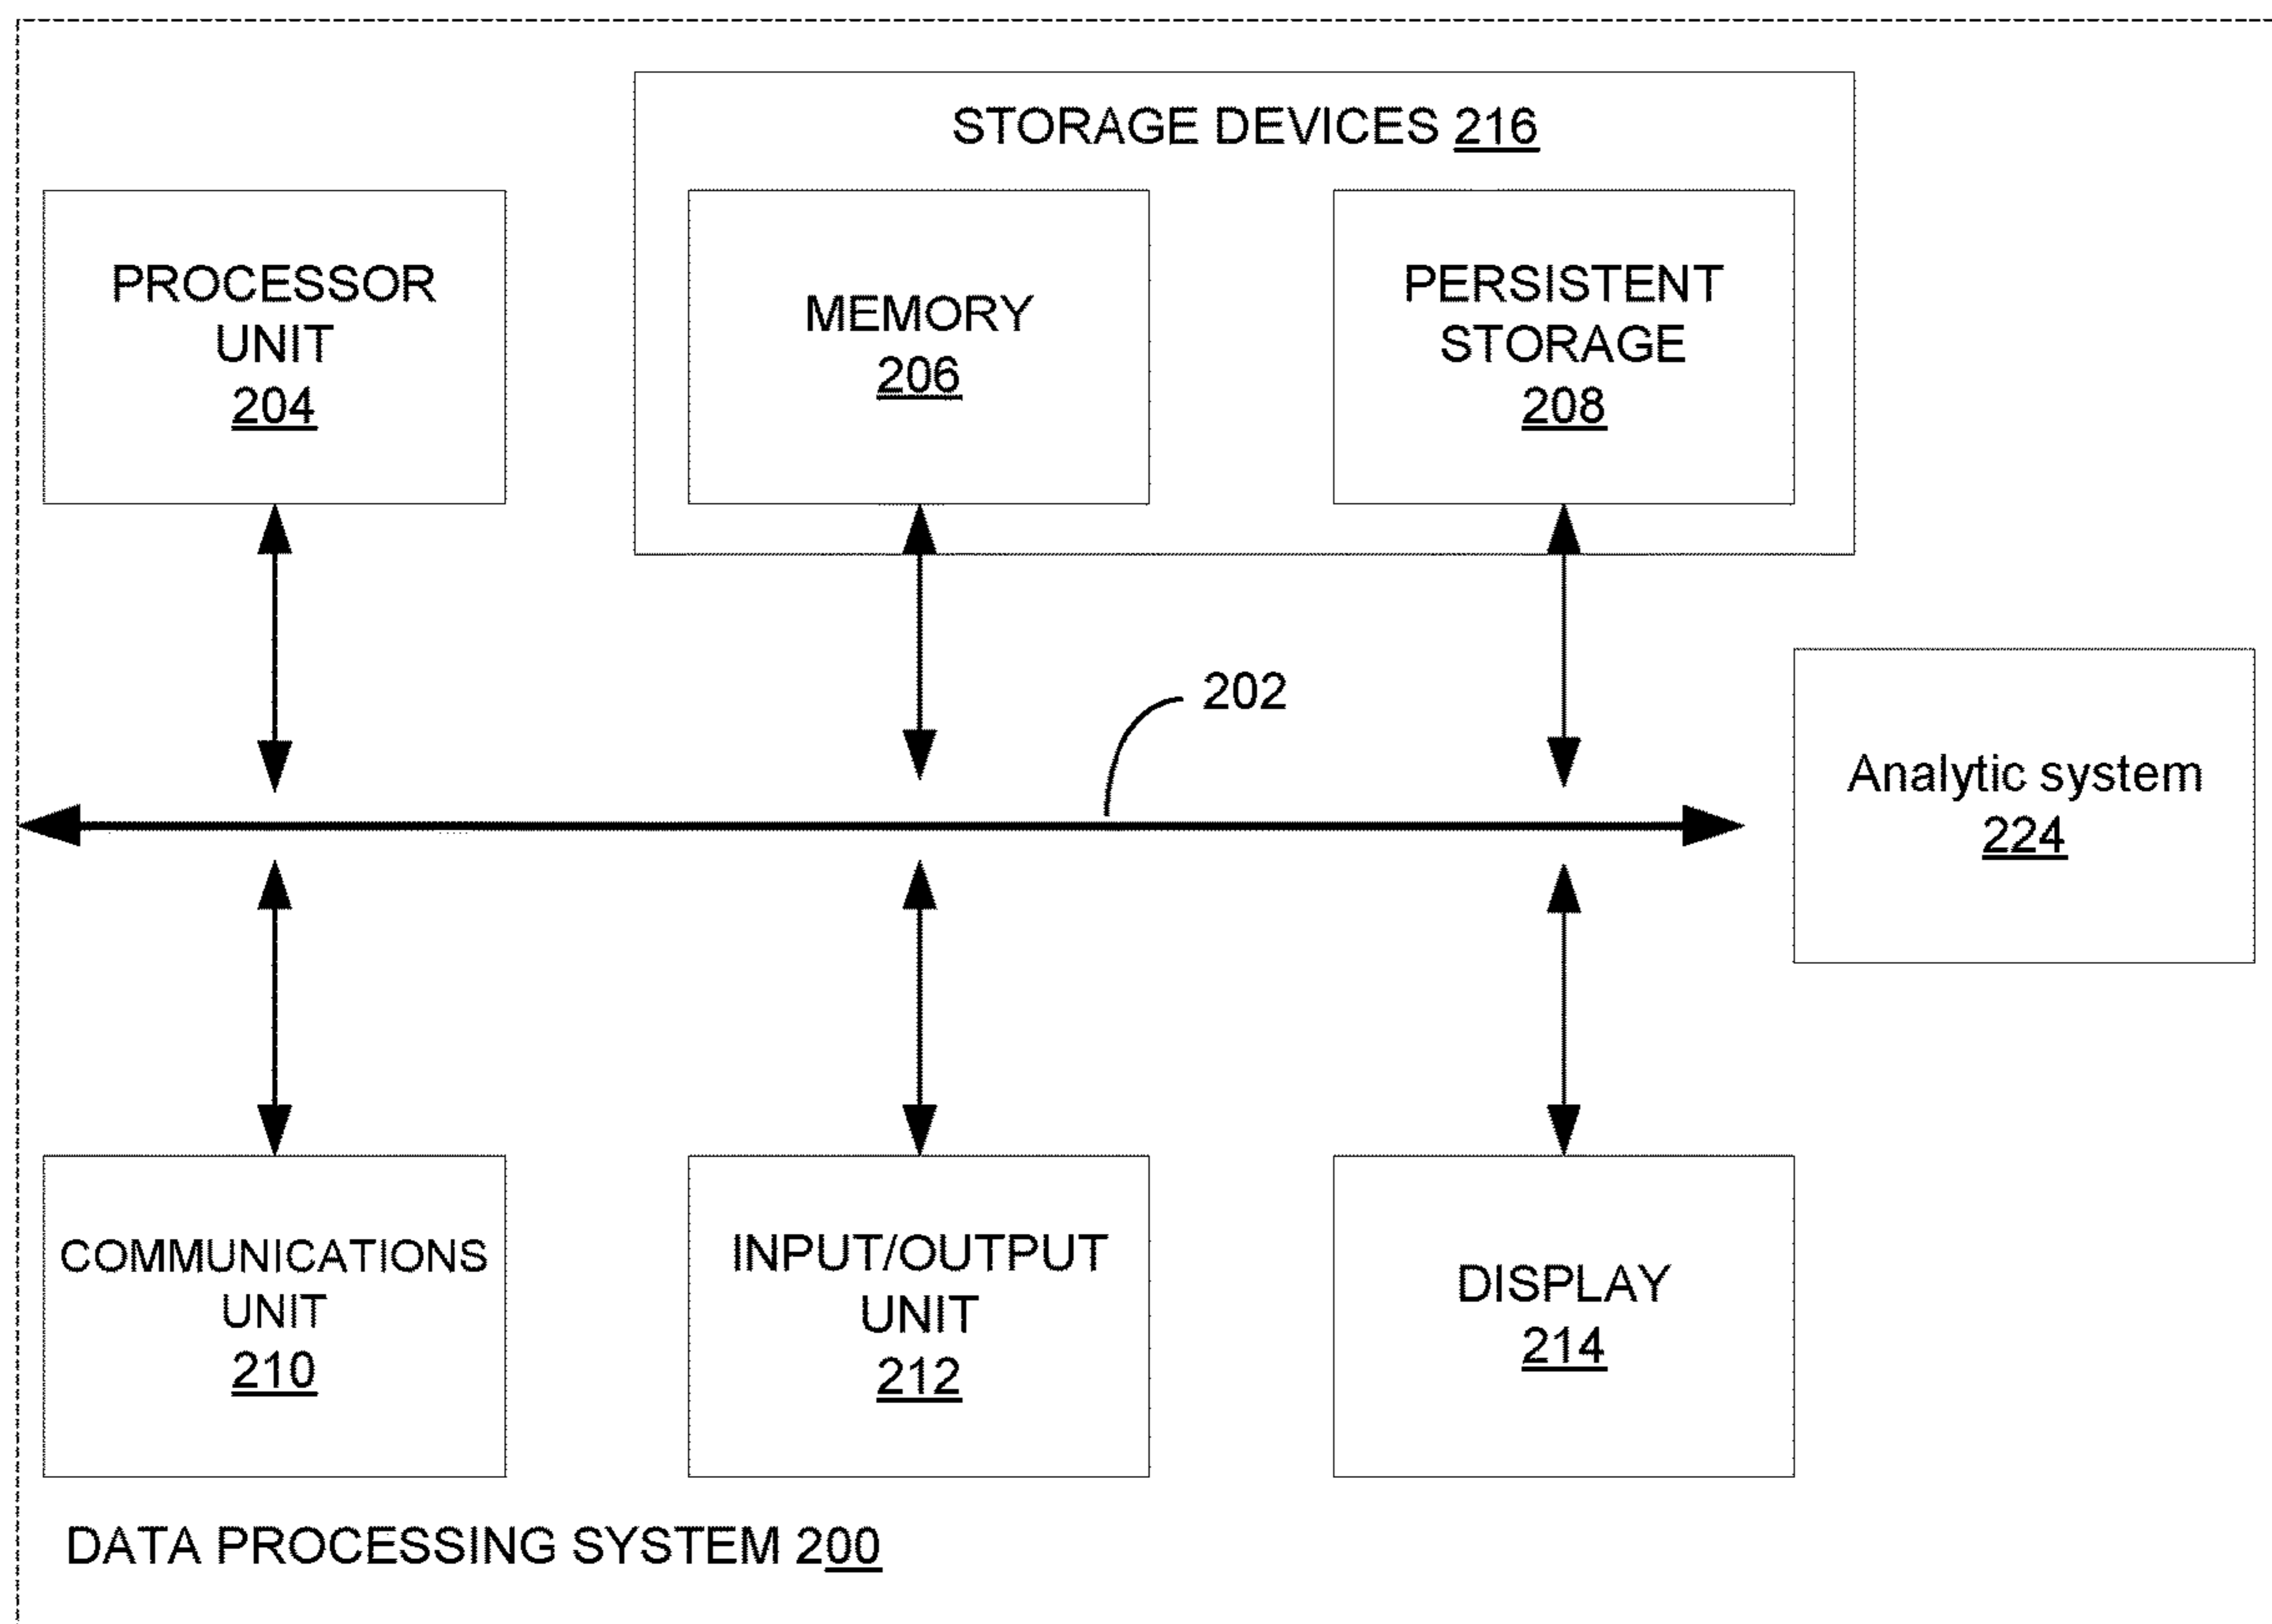 STORAGE DEVICES 216
PROCESSOR
UNIT
204
MEMORY
206
PERSISTENT
STORAGE
208
202
Analytic system
224
COMMUNICATIONS
UNIT
210
INPUT/OUTPUT
UNIT
212
DISPLAY
214
DATA PROCESSING SYSTEM 200